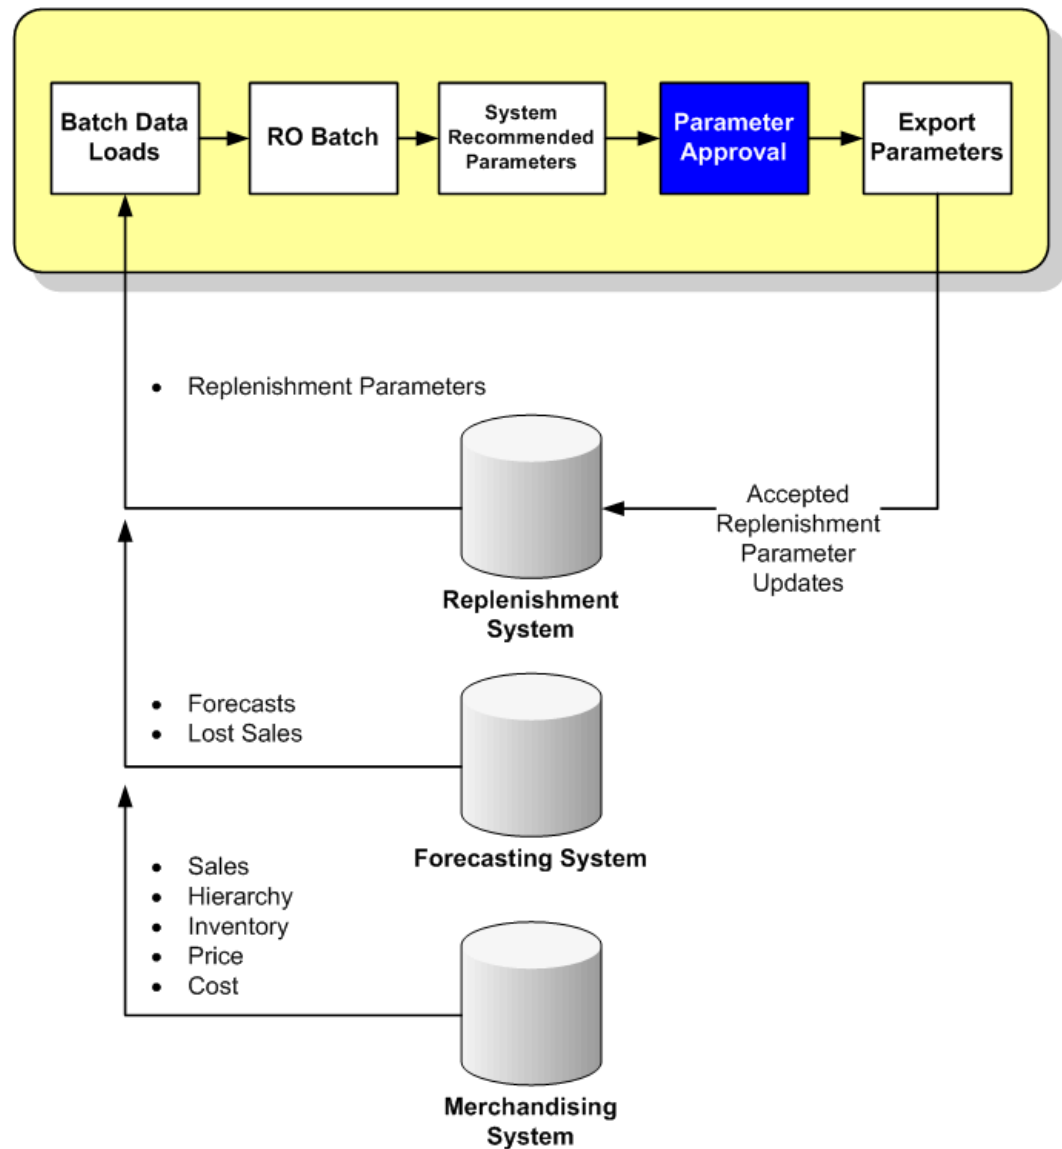 Batch Data
Loads
RO Batch
System
Recommended
Parameters
Parameter
Approval
Export
Parameters
• Replenishment Parameters
Accepted
Replenishment
Parameter
Updates
Replenishment
System
• Forecasts
• Lost Sales
Forecasting System
• Sales
• Hierarchy
• Inventory
• Price
• Cost
Merchandising
System